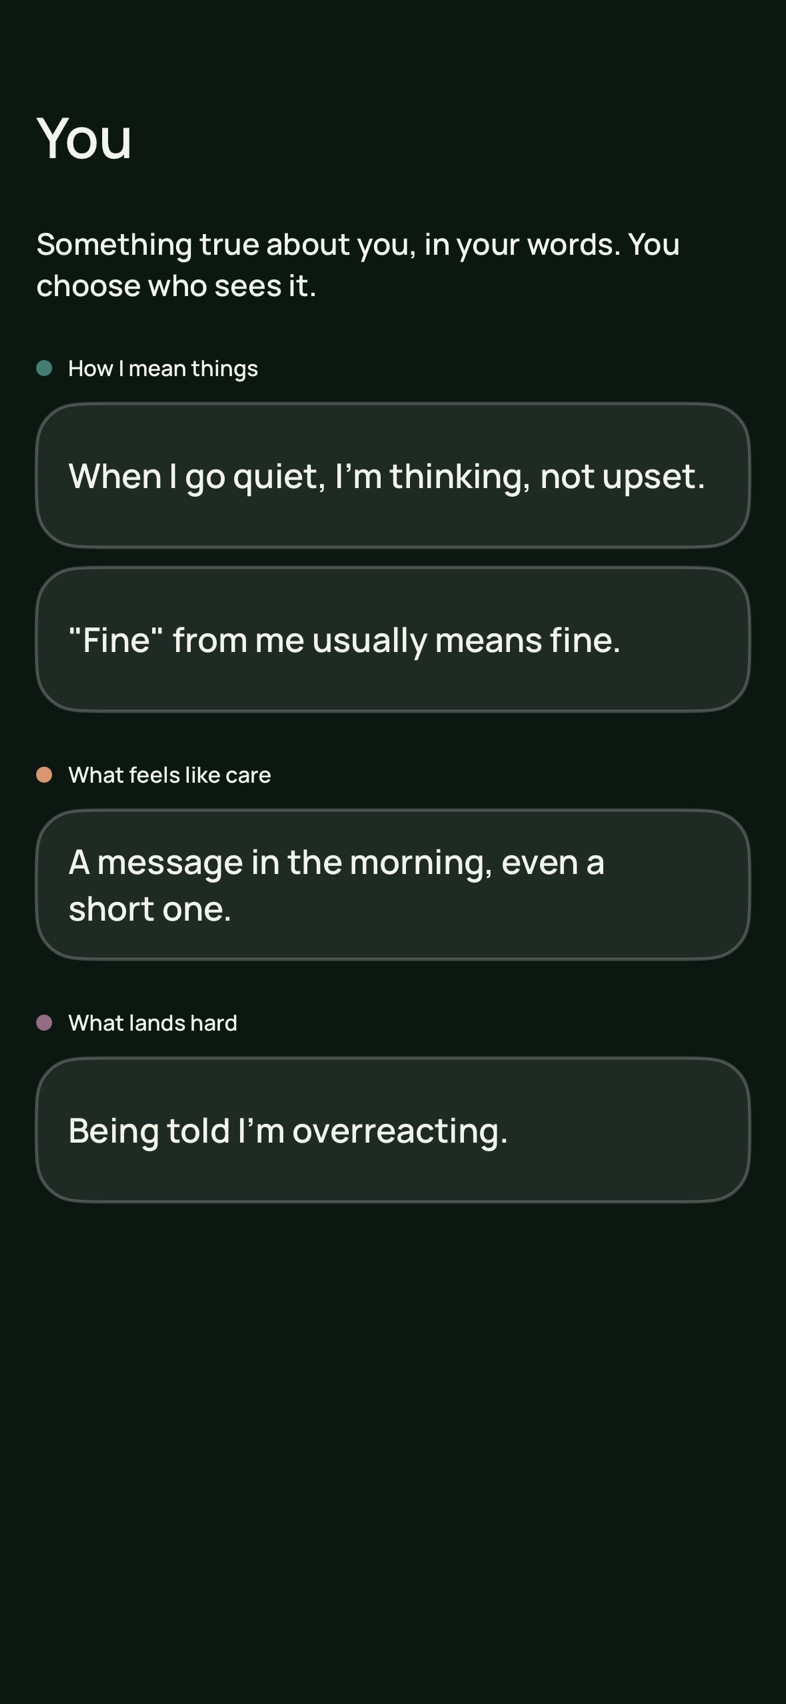 You
Something true about you, in your words. You
choose who sees it.
How I mean things
When I go quiet, I’m thinking, not upset.
"Fine" from me usually means fine.
What feels like care
A message in the morning, even a
short one.
What lands hard
Being told I’m overreacting.